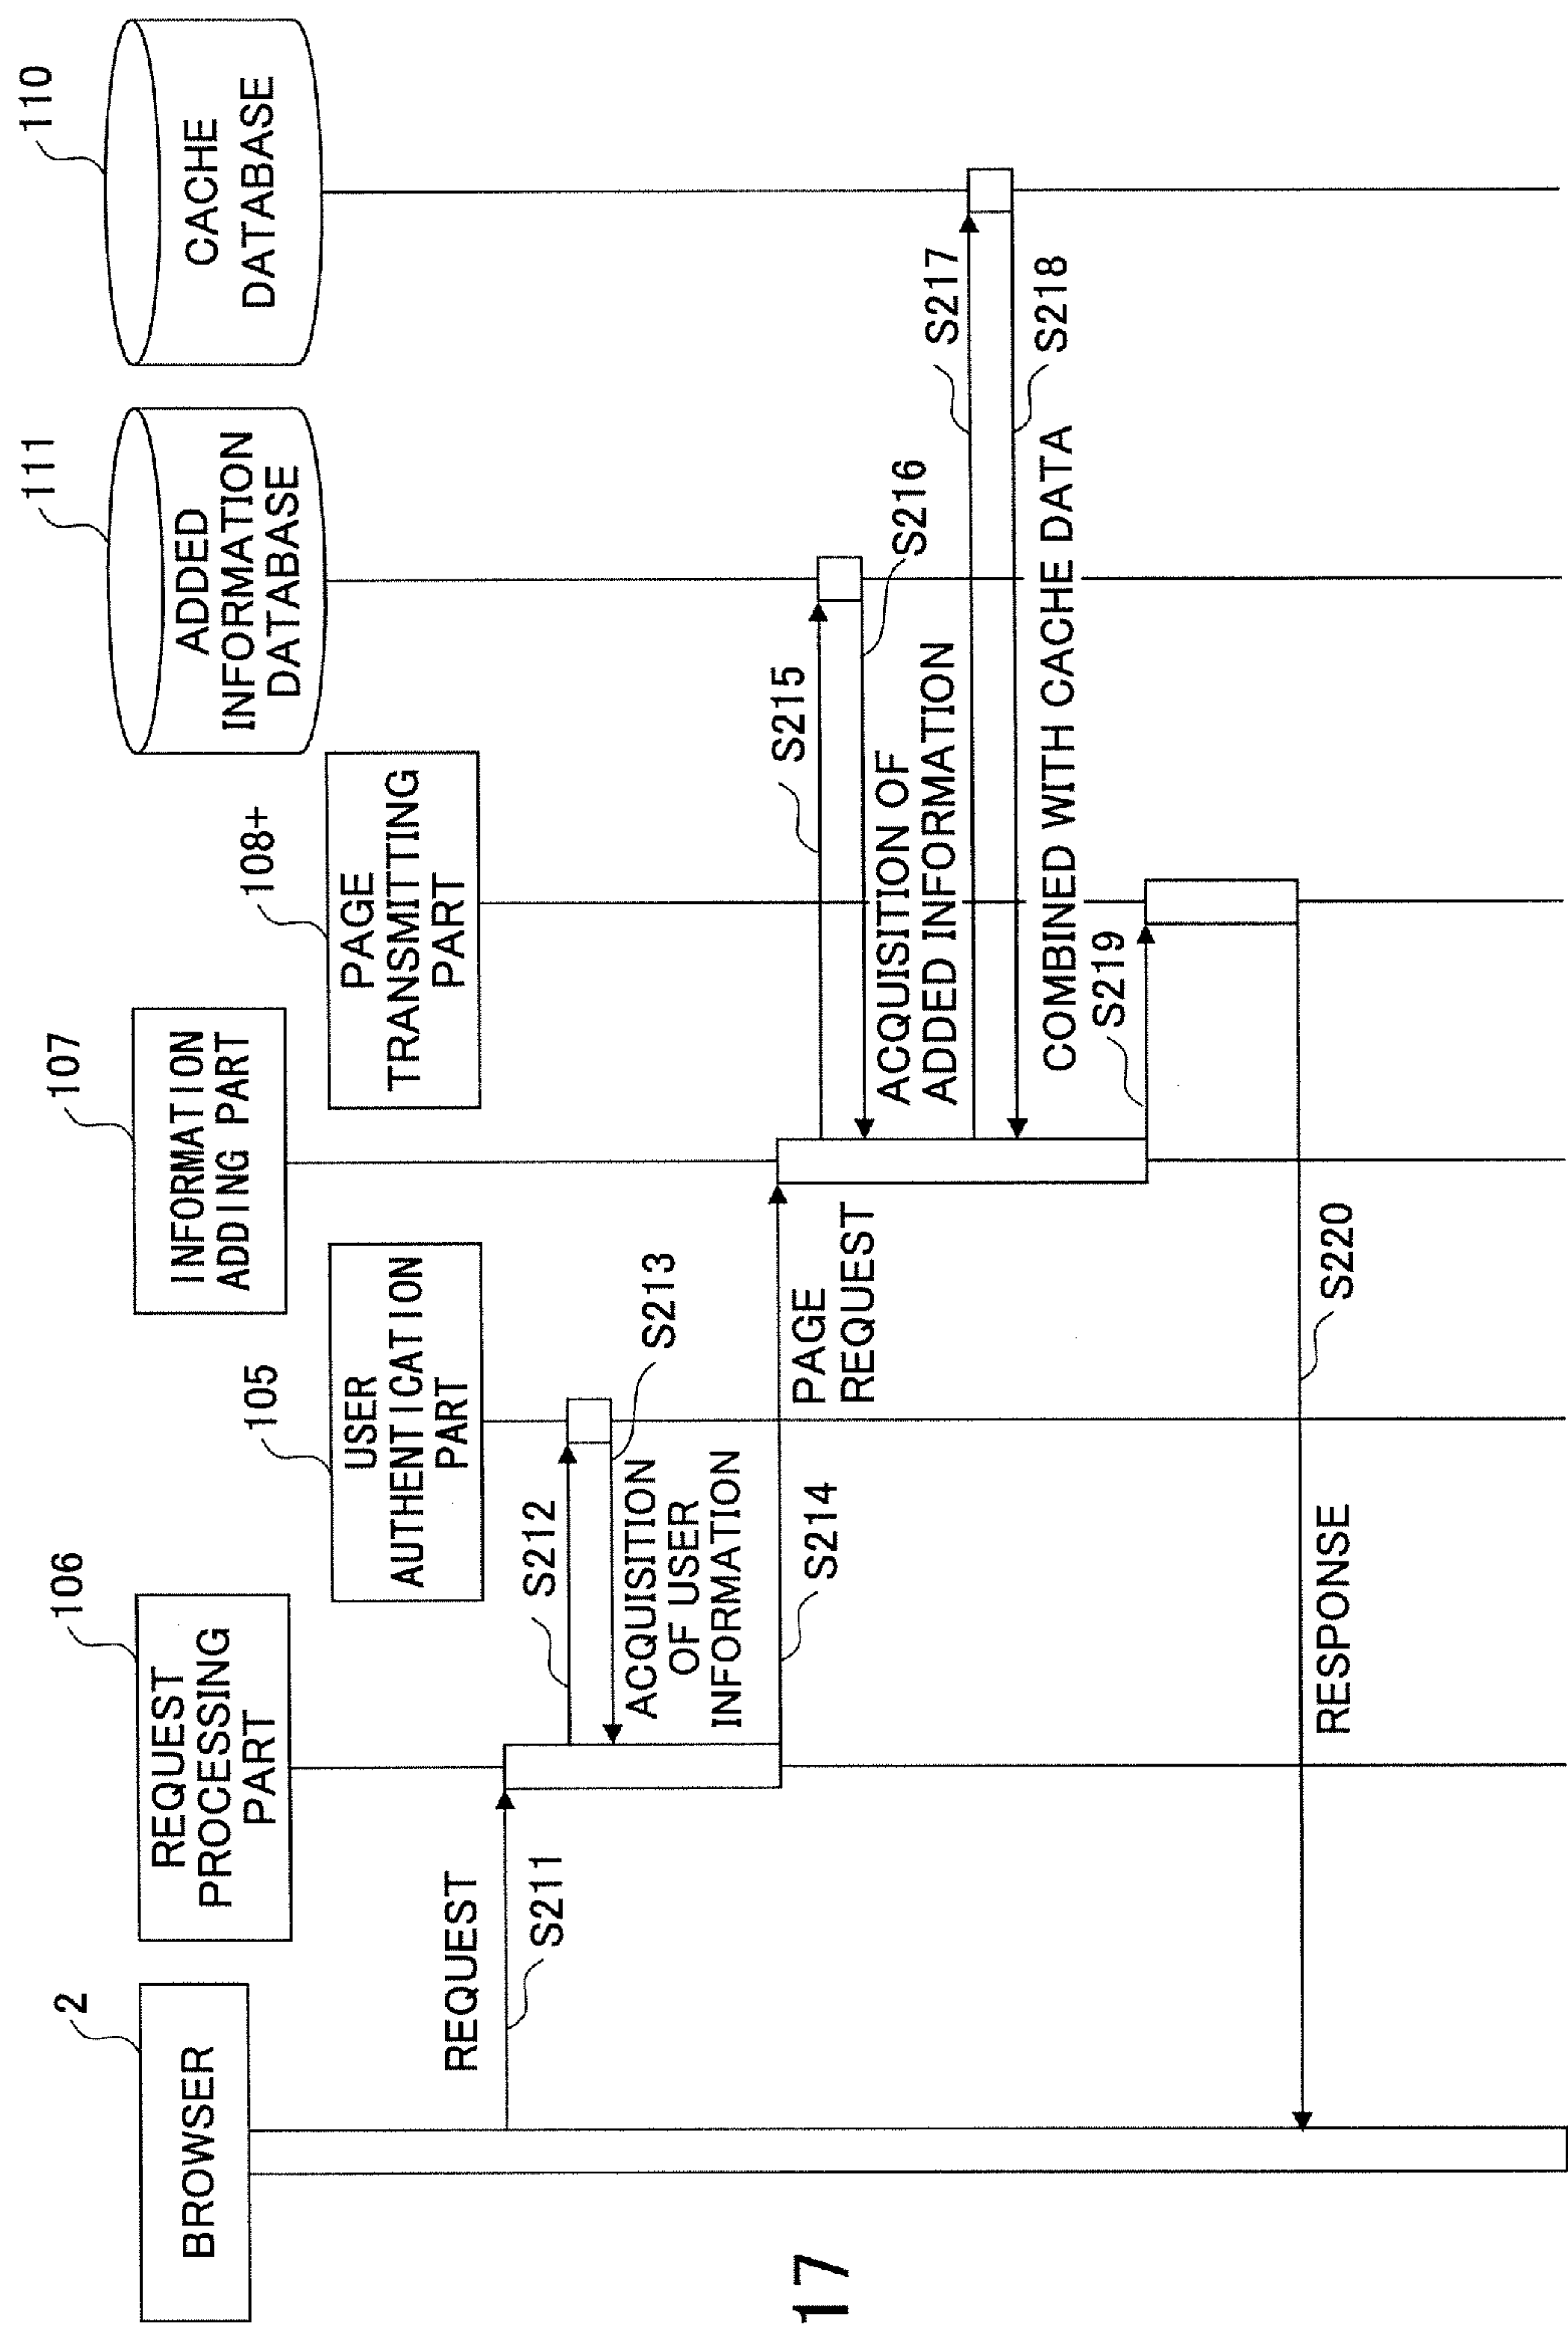 2
BROWSER
106
REQUEST
PROCESSING
PART
105
USER
AUTHENTICATION
PART
107
INFORMATION
ADDING PART
108+
PAGE
TRANSMITTING
PART
111
ADDED
INFORMATION
DATABASE
110
CACHE
DATABASE
REQUEST
S211
S212
S213
ACQUISITION
OF USER
INFORMATION
S214
PAGE
REQUEST
S215
S216
ACQUISITION OF
ADDED INFORMATION
S217
S218
COMBINED WITH CACHE DATA
S219
S220
RESPONSE
17